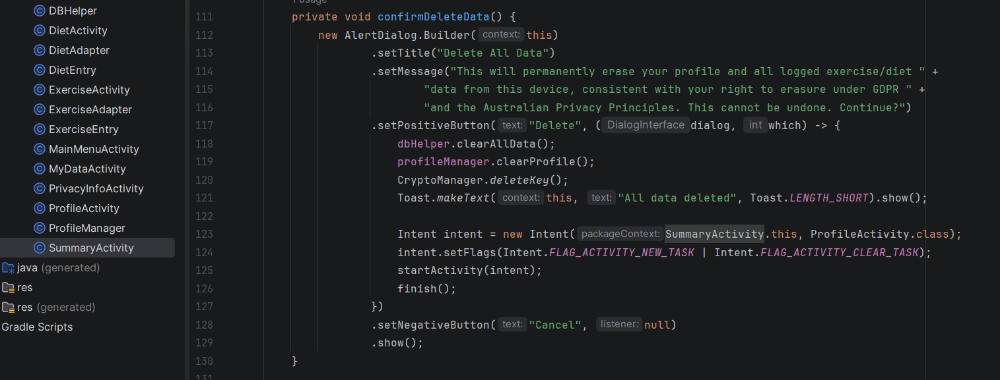 DBHelper
DietActivity
DietAdapter
DietEntry
ExerciseActivity
ExerciseAdapter
ExerciseEntry
MainMenuActivity
MyDataActivity
PrivacyInfoActivity
ProfileActivity
ProfileManager
SummaryActivity
java (generated)
res
res (generated)
Gradle Scripts
1 usage
111 private void confirmDeleteData() {
112 new AlertDialog.Builder( context: this)
113 .setTitle("Delete All Data")
114 .setMessage("This will permanently erase your profile and all logged exercise/diet " +
115 "data from this device, consistent with your right to erasure under GDPR " +
116 "and the Australian Privacy Principles. This cannot be undone. Continue?")
117 .setPositiveButton( text: "Delete", ( DialogInterface dialog, int which) -> {
118 dbHelper.clearAllData();
119 profileManager.clearProfile();
120 CryptoManager.deleteKey();
121 Toast.makeText( context: this, text: "All data deleted", Toast.LENGTH_SHORT).show();
122
123 Intent intent = new Intent( packageContext: SummaryActivity.this, ProfileActivity.class);
124 intent.setFlags(Intent.FLAG_ACTIVITY_NEW_TASK | Intent.FLAG_ACTIVITY_CLEAR_TASK);
125 startActivity(intent);
126 finish();
127 })
128 .setNegativeButton( text: "Cancel", listener: null)
129 .show();
130 }
131